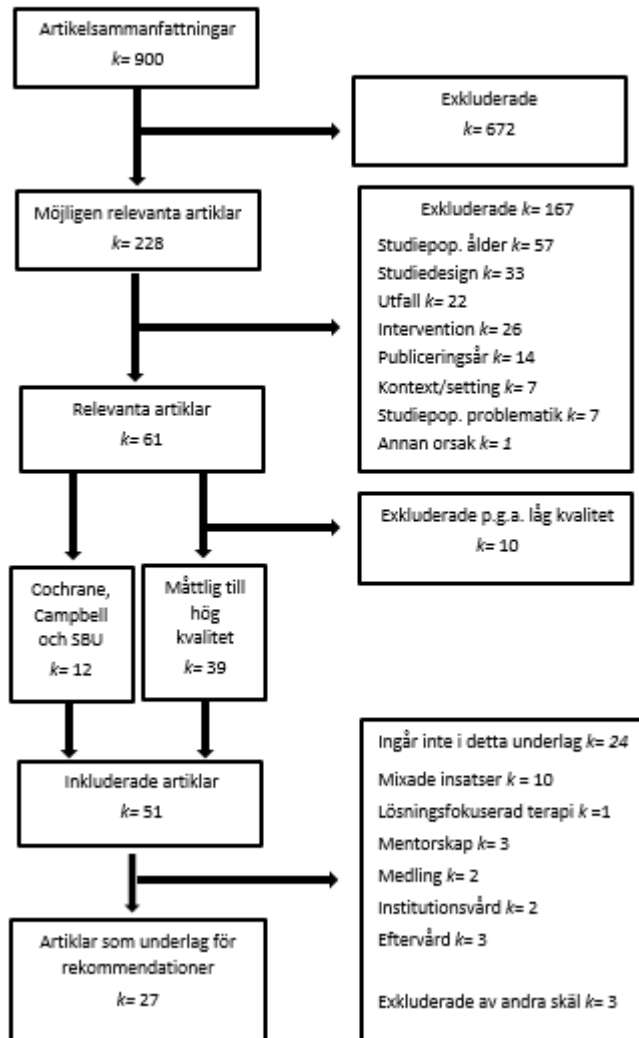 Artikelsammanfattningar
k= 900
Exkluderade
k= 672
Möjligen relevanta artiklar
k= 228
Exkluderade k= 167
Studiepop. ålder k= 57
Studiedesign k= 33
Utfall k= 22
Intervention k= 26
Publiceringsår k= 14
Kontext/setting k= 7
Studiepop. problematik k= 7
Annan orsak k= 1
Relevanta artiklar
k= 61
Exkluderade p.g.a. låg kvalitet
k= 10
Cochrane,
Campbell
och SBU
k= 12
Måttlig till
hög
kvalitet
k= 39
Inkluderade artiklar
k= 51
Ingår inte i detta underlag k= 24
Mixade insatser k = 10
Lösningsfokuserad terapi k =1
Mentorskap k= 3
Medling k= 2
Institutionsvård k= 2
Eftervård k= 3
Exkluderade av andra skäl k= 3
Artiklar som underlag för
rekommendationer
k= 27